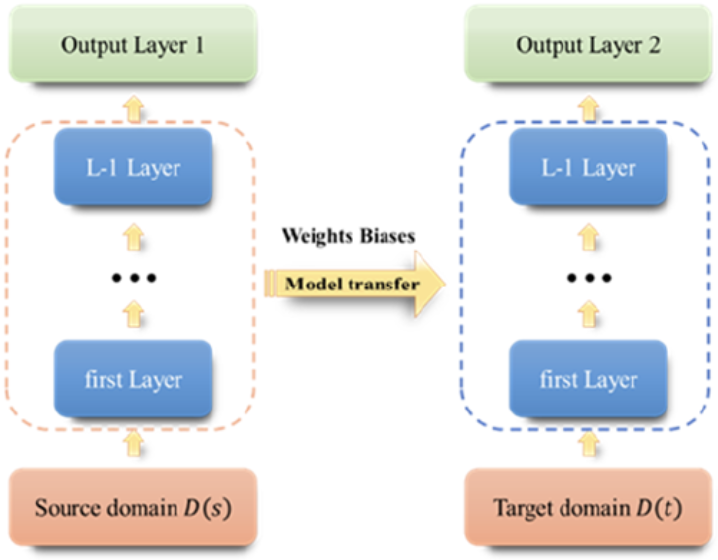 Output Layer 1
L-1 Layer
•••
first Layer
Source domain D(s)
Weights Biases
Model transfer
Output Layer 2
L-1 Layer
•••
first Layer
Target domain D(t)